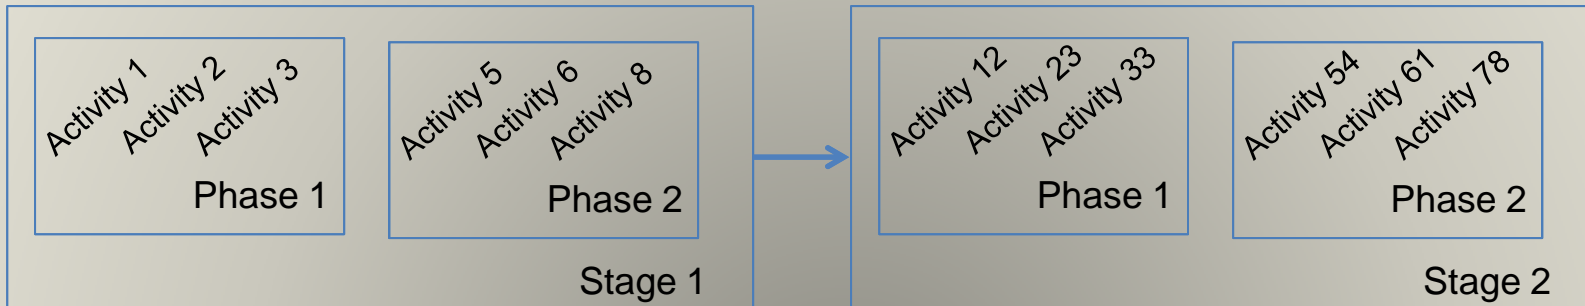 Activity 1
Activity 2
Activity 3
Phase 1
Activity 5
Activity 6
Activity 8
Phase 2
Stage 1
Activity 12
Activity 23
Activity 33
Phase 1
Activity 54
Activity 61
Activity 78
Phase 2
Stage 2